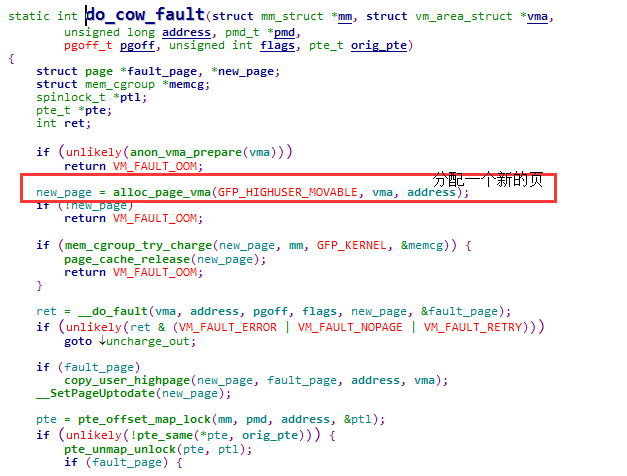 static int do_cow_fault(struct mm_struct *mm, struct vm_area_struct *vma,
unsigned long address, pmd_t *pmd,
pgoff_t pgoff, unsigned int flags, pte_t orig_pte)
{
struct page *fault_page, *new_page;
struct mem_cgroup *memcg;
spinlock_t *ptl;
pte_t *pte;
int ret;
if (unlikely(anon_vma_prepare(vma)))
return VM_FAULT_OOM;
分配一个新的页
new_page = alloc_page_vma(GFP_HIGHUSER_MOVABLE, vma, address);
if (!new_page)
return VM_FAULT_OOM;
if (mem_cgroup_try_charge(new_page, mm, GFP_KERNEL, &memcg)) {
page_cache_release(new_page);
return VM_FAULT_OOM;
}
ret = __do_fault(vma, address, pgoff, flags, new_page, &fault_page);
if (unlikely(ret & (VM_FAULT_ERROR | VM_FAULT_NOPAGE | VM_FAULT_RETRY)))
goto ↓uncharge_out;
if (fault_page)
copy_user_highpage(new_page, fault_page, address, vma);
__SetPageUptodate(new_page);
pte = pte_offset_map_lock(mm, pmd, address, &ptl);
if (unlikely(!pte_same(*pte, orig_pte))) {
pte_unmap_unlock(pte, ptl);
if (fault_page) {